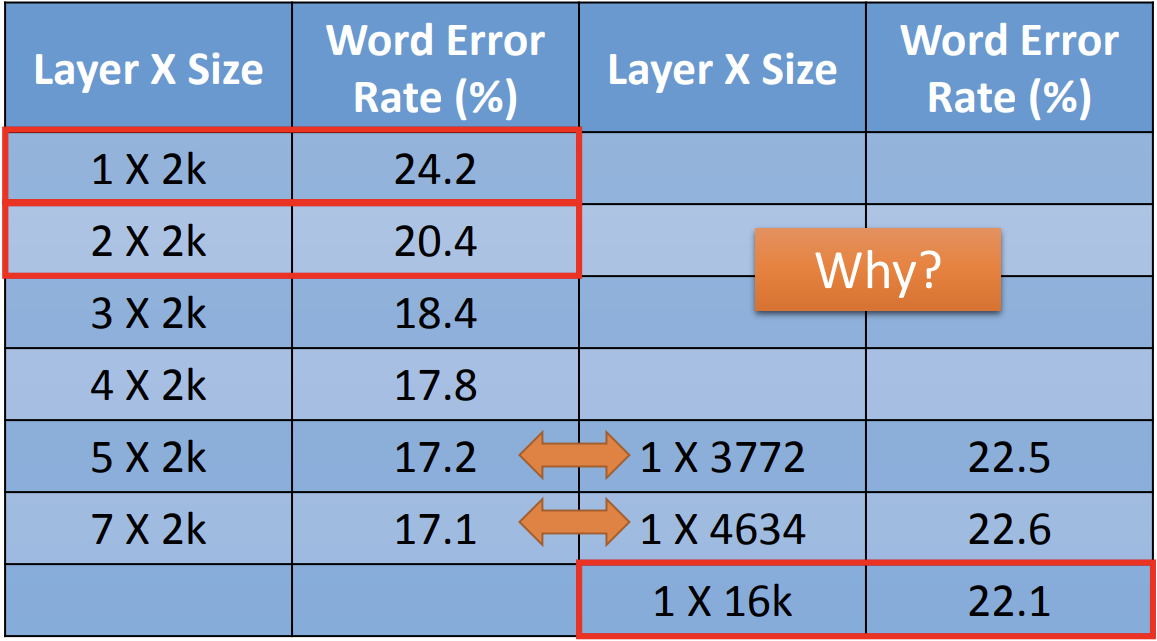 Layer X Size
Word Error
Rate (%)
Layer X Size
Word Error
Rate (%)
1 X 2k
24.2
2 X 2k
20.4
Why?
3 X 2k
18.4
4 X 2k
17.8
5 X 2k
17.2
1 X 3772
22.5
7 X 2k
17.1
1 X 4634
22.6
1 X 16k
22.1